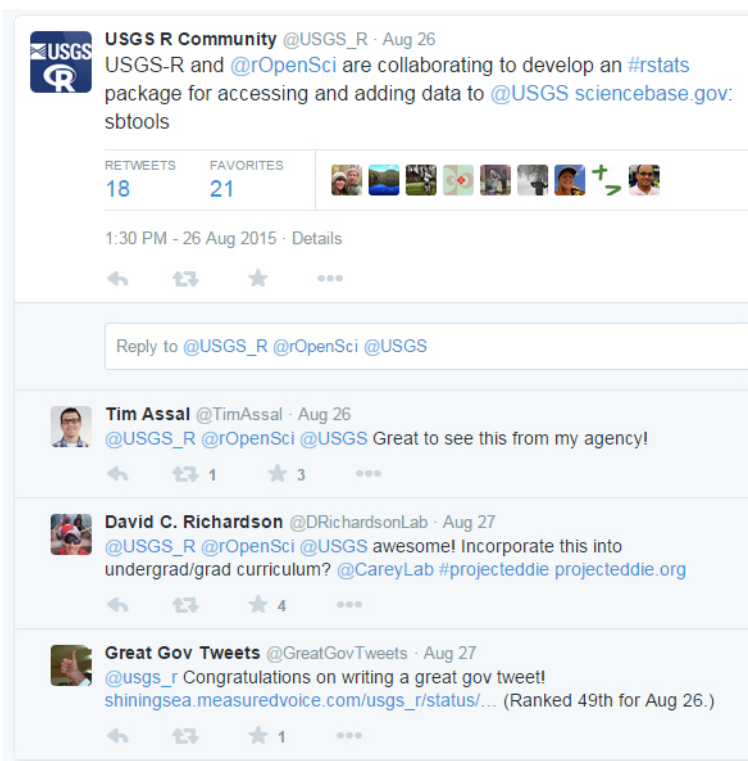 USGS
R
USGS R Community @USGS_R · Aug 26
USGS-R and @rOpenSci are collaborating to develop an #rstats
package for accessing and adding data to @USGS sciencebase.gov:
sbtools
RETWEETS FAVORITES
18 21
1:30 PM - 26 Aug 2015 · Details
Reply to @USGS_R @rOpenSci @USGS
Tim Assal @TimAssal · Aug 26
@USGS_R @rOpenSci @USGS Great to see this from my agency!
1 3
David C. Richardson @DRichardsonLab · Aug 27
@USGS_R @rOpenSci @USGS awesome! Incorporate this into
undergrad/grad curriculum? @CareyLab #projecteddie projecteddie.org
4
Great Gov Tweets @GreatGovTweets · Aug 27
@usgs_r Congratulations on writing a great gov tweet!
shiningsea.measuredvoice.com/usgs_r/status/... (Ranked 49th for Aug 26.)
1